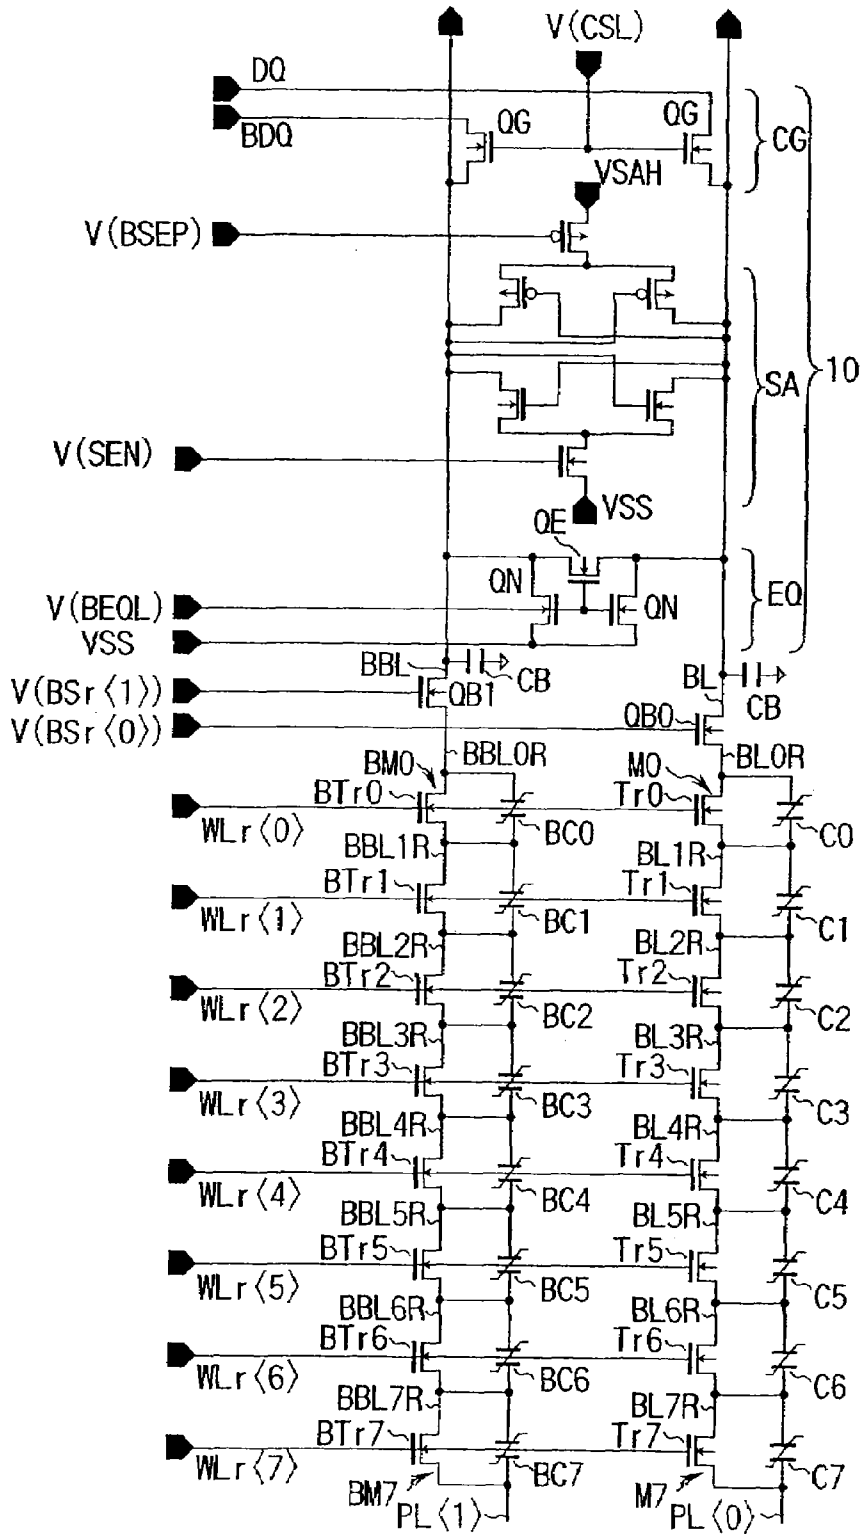 V(CSL)
DQ
BDQ
QG
QG
CG
VSAH
V(BSEP)
SA
10
V(SEN)
VSS
QE
QN
QN
EQ
V(BEQL)
VSS
BBL
CB
BL
CB
V(BSr⟨1⟩)
QB1
V(BSr⟨0⟩)
QB0
BBL0R
BL0R
BM0
M0
BTr0
Tr0
WLr⟨0⟩
BC0
C0
BBL1R
BL1R
BTr1
Tr1
WLr⟨1⟩
BC1
C1
BBL2R
BL2R
BTr2
Tr2
WLr⟨2⟩
BC2
C2
BBL3R
BL3R
BTr3
Tr3
WLr⟨3⟩
BC3
C3
BBL4R
BL4R
BTr4
Tr4
WLr⟨4⟩
BC4
C4
BBL5R
BL5R
BTr5
Tr5
WLr⟨5⟩
BC5
C5
BBL6R
BL6R
BTr6
Tr6
WLr⟨6⟩
BC6
C6
BBL7R
BL7R
BTr7
Tr7
WLr⟨7⟩
BC7
C7
BM7
M7
PL⟨1⟩
PL⟨0⟩